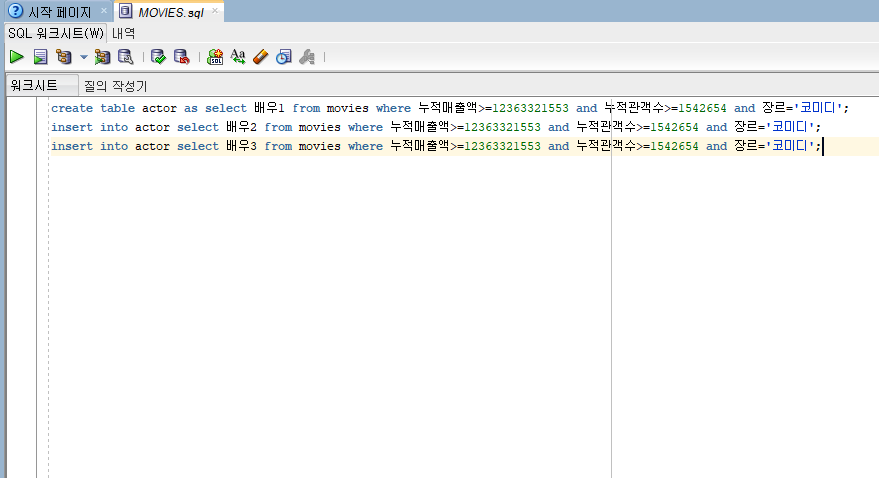 시작 페이지 MOVIES.sql
SQL 워크시트(W) 내역
워크시트 질의 작성기
create table actor as select 배우1 from movies where 누적매출액>=12363321553 and 누적관객수>=1542654 and 장르='코미디';
insert into actor select 배우2 from movies where 누적매출액>=12363321553 and 누적관객수>=1542654 and 장르='코미디';
insert into actor select 배우3 from movies where 누적매출액>=12363321553 and 누적관객수>=1542654 and 장르='코미디';